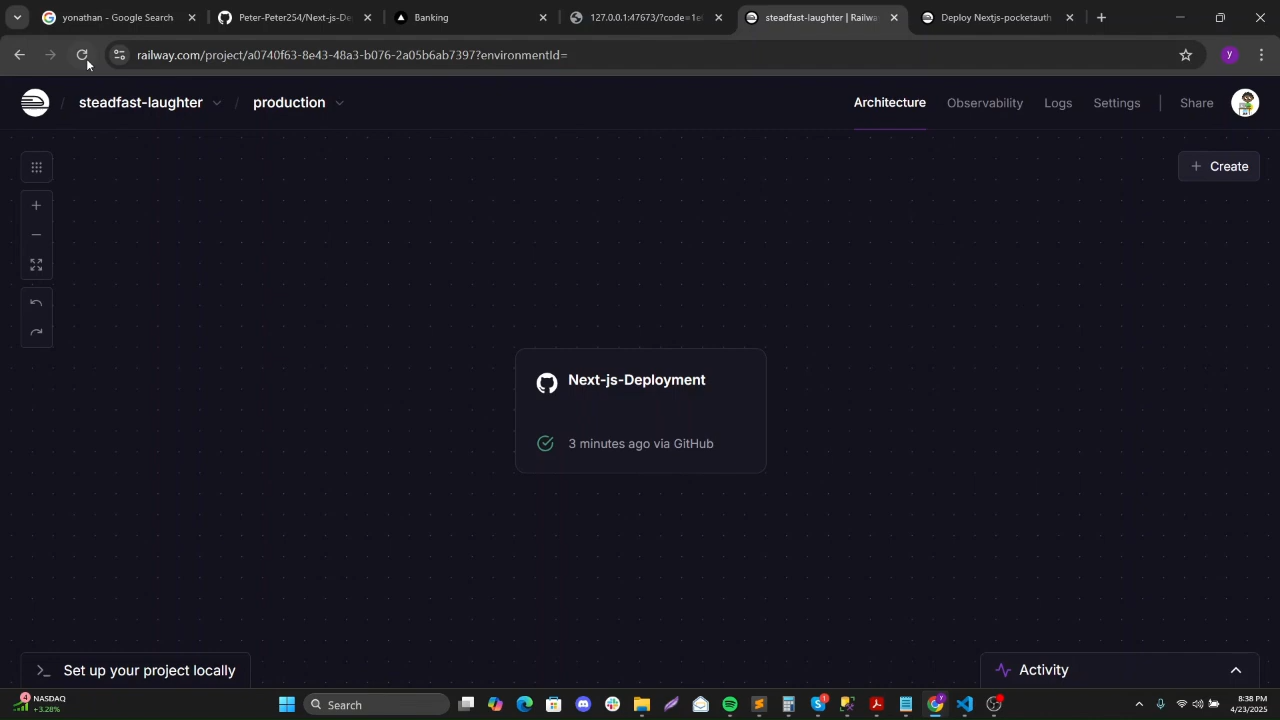 yonathan - Google Search
Peter-Peter254/Next-js-De
Banking
127.0.0.1:47673/?code=1e
steadfast-laughter | Railwa
Deploy Nextjs-pocketauth
railway.com/project/a0740f63-8e43-48a3-b076-2a05b6ab7397?environmentId=
y
/ steadfast-laughter / production
Architecture
Observability
Logs
Settings
Share
+ Create
Next-js-Deployment
3 minutes ago via GitHub
Set up your project locally
Activity
4
NASDAQ
+3.28%
Search
1
y
8:38 PM
4/23/2025